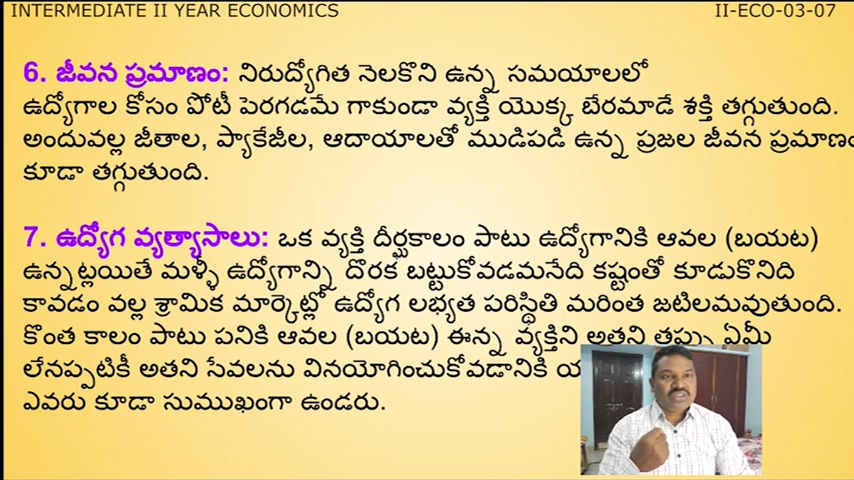 INTERMEDIATE II YEAR ECONOMICS
II-ECO-03-07
6. జీవన ప్రమాణం: నిరుద్యోగిత నెలకొని ఉన్న సమయాలలో
ఉద్యోగాల కోసం పోటీ పెరగడమే గాకుండా వ్యక్తి యొక్క బేరమాడే శక్తి తగ్గుతుంది.
అందువల్ల జీతాల, ప్యాకేజీల, ఆదాయాలతో ముడిపడి ఉన్న ప్రజల జీవన ప్రమాణం
కూడా తగ్గుతుంది.
7. ఉద్యోగ వ్యత్యాసాలు: ఒక వ్యక్తి దీర్ఘకాలం పాటు ఉద్యోగానికి ఆవల (బయట)
ఉన్నట్లయితే మళ్ళీ ఉద్యోగాన్ని దొరక బట్టుకోవడమనేది కష్టంతో కూడుకొనిది
కావడం వల్ల శ్రామిక మార్కెట్లో ఉద్యోగ లభ్యత పరిస్థితి మరింత జటిలమవుతుంది.
కొంత కాలం పాటు పనికి ఆవల (బయట) ఈన్న వ్యక్తిని అతని తప్పు ఏమీ
లేనప్పటికీ అతని సేవలను వినయోగించుకోవడానికి
ఎవరు కూడా సుముఖంగా ఉండరు.